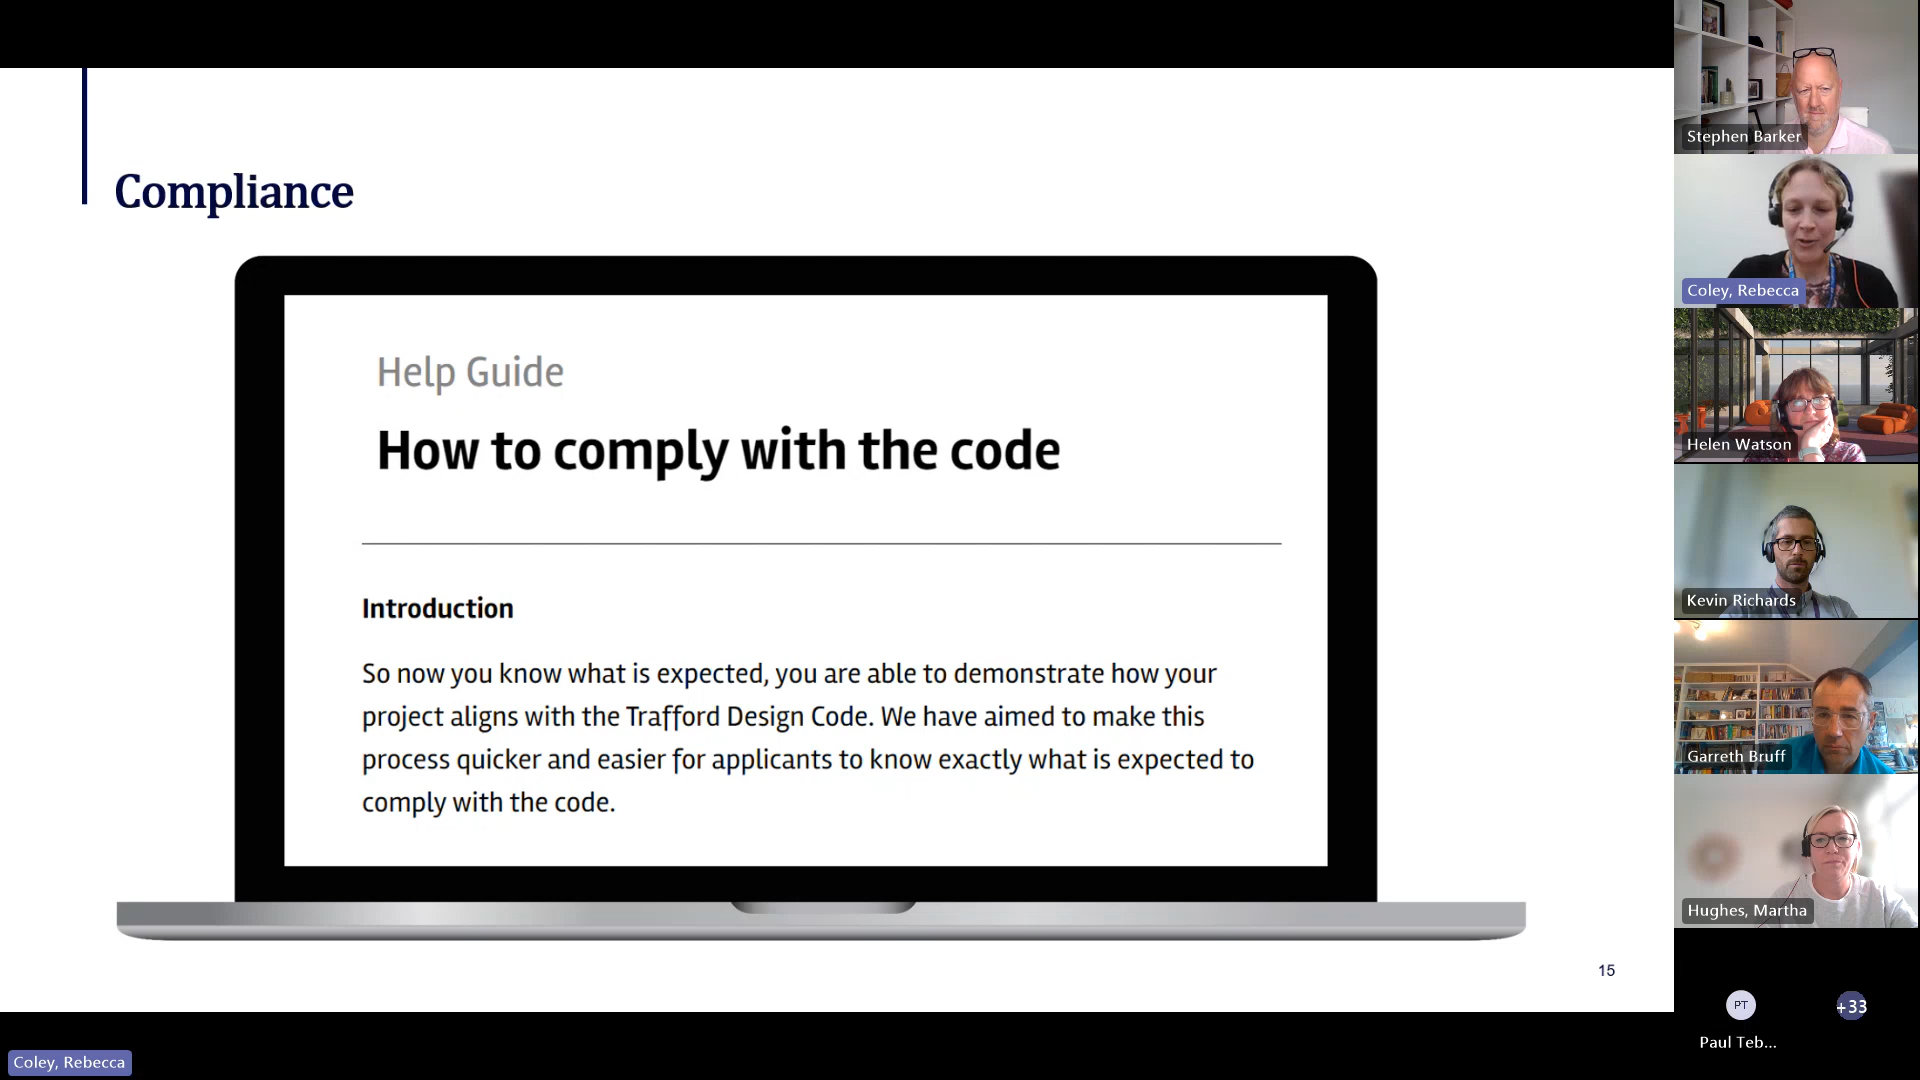 Compliance
Help Guide
How to comply with the code
Introduction
So now you know what is expected, you are able to demonstrate how your
project aligns with the Trafford Design Code. We have aimed to make this
process quicker and easier for applicants to know exactly what is expected to
comply with the code.
15
Coley, Rebecca
Stephen Barker
Coley, Rebecca
Helen Watson
Kevin Richards
Garreth Bruff
Hughes, Martha
PT
+33
Paul Teb...